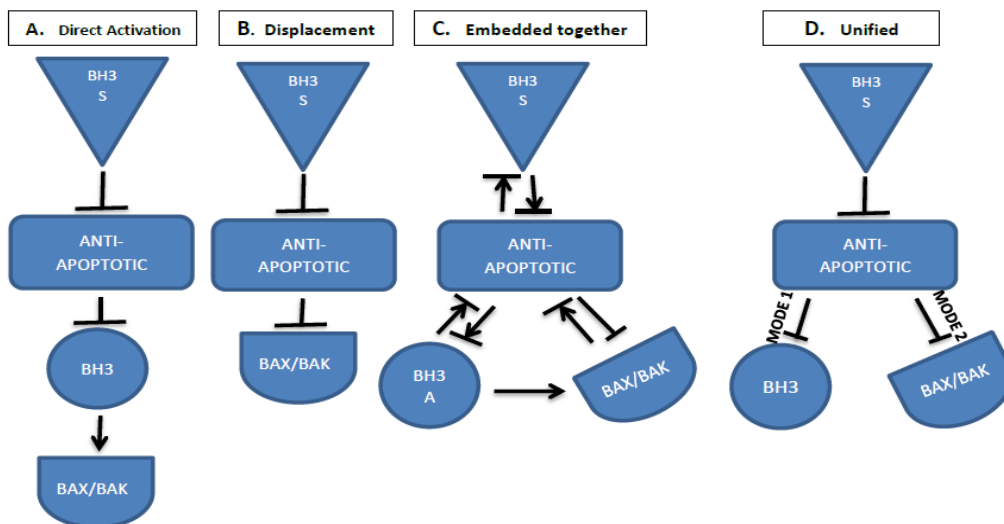 A. Direct Activation
BH3
S
ANTI-
APOPTOTIC
BH3
BAX/BAK
B. Displacement
BH3
S
ANTI-
APOPTOTIC
BAX/BAK
C. Embedded together
BH3
S
ANTI-
APOPTOTIC
BH3
A
BAX/BAK
D. Unified
BH3
S
ANTI-
APOPTOTIC
MODE 1
MODE 2
BH3
BAX/BAK